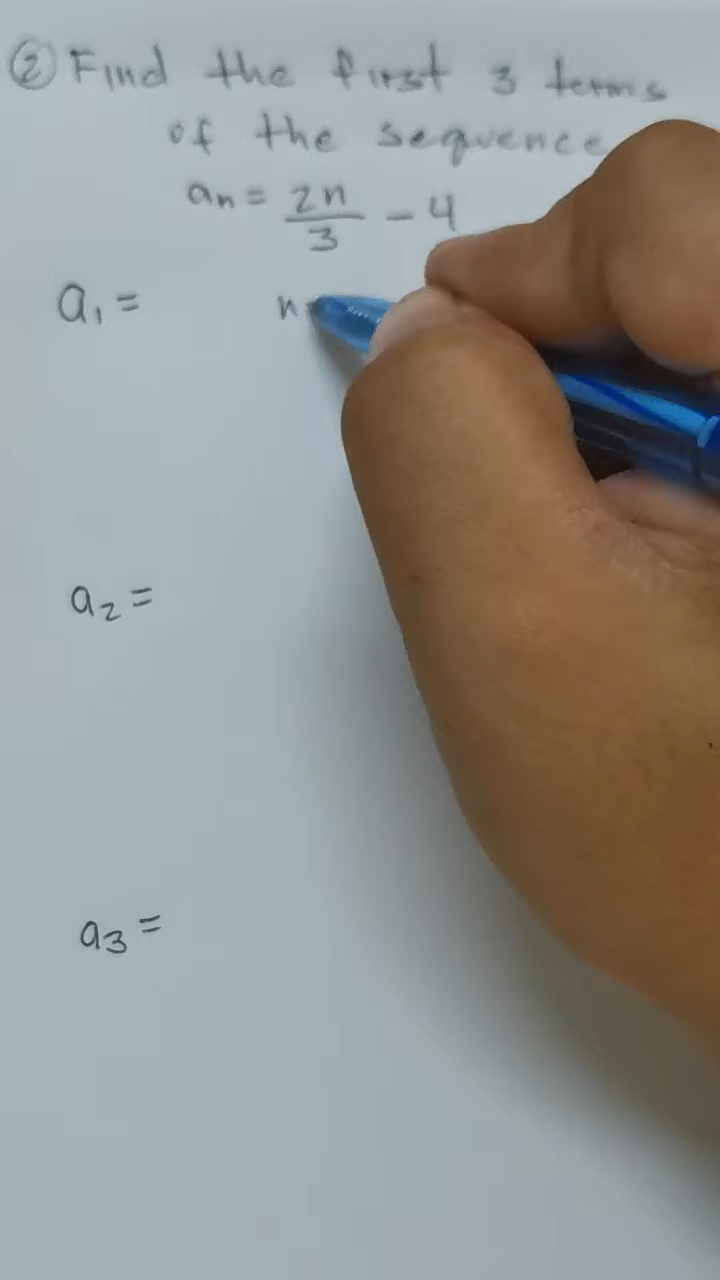 ② Find the first 3 terms
of the sequence
aₙ = 2n/3 - 4
a₁ = n=
a₂ =
a₃ =